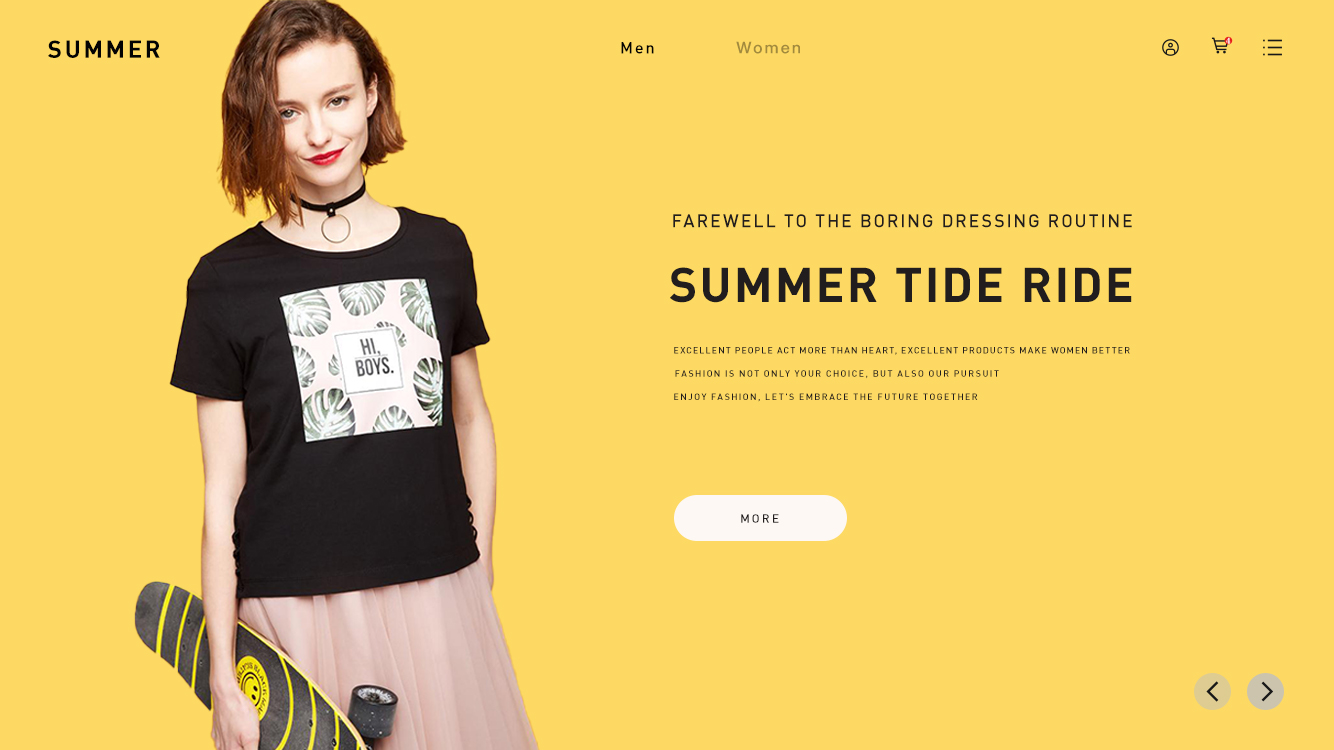 SUMMER
Men
Women
FAREWELL TO THE BORING DRESSING ROUTINE
SUMMER TIDE RIDE
EXCELLENT PEOPLE ACT MORE THAN HEART, EXCELLENT PRODUCTS MAKE WOMEN BETTER
FASHION IS NOT ONLY YOUR CHOICE, BUT ALSO OUR PURSUIT
ENJOY FASHION, LET'S EMBRACE THE FUTURE TOGETHER
HI,
BOYS.
MORE